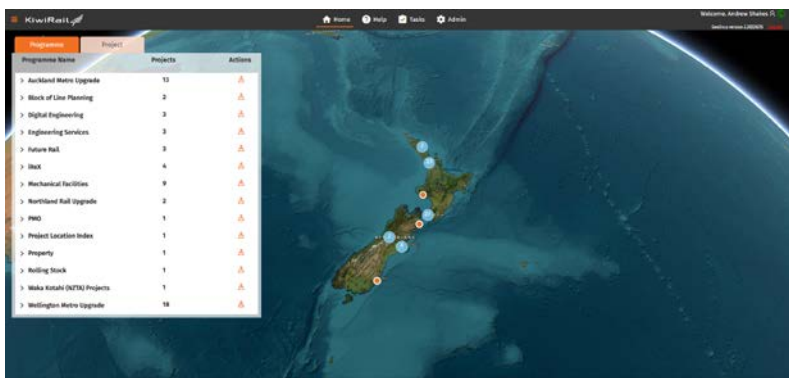 KiwiRail
Home Help Tasks Admin
Welcome, Andrew Shakes
Programme Project
Programme Name Projects Actions
Auckland Metro Upgrade 13
Block of Line Planning 2
Digital Engineering 3
Engineering Services 3
Future Rail 3
iReX 4
Mechanical Facilities 9
Northland Rail Upgrade 2
PMO 1
Project Location Index 1
Property 1
Rolling Stock 1
Waka Kotahi (NZTA) Projects 1
Wellington Metro Upgrade 18